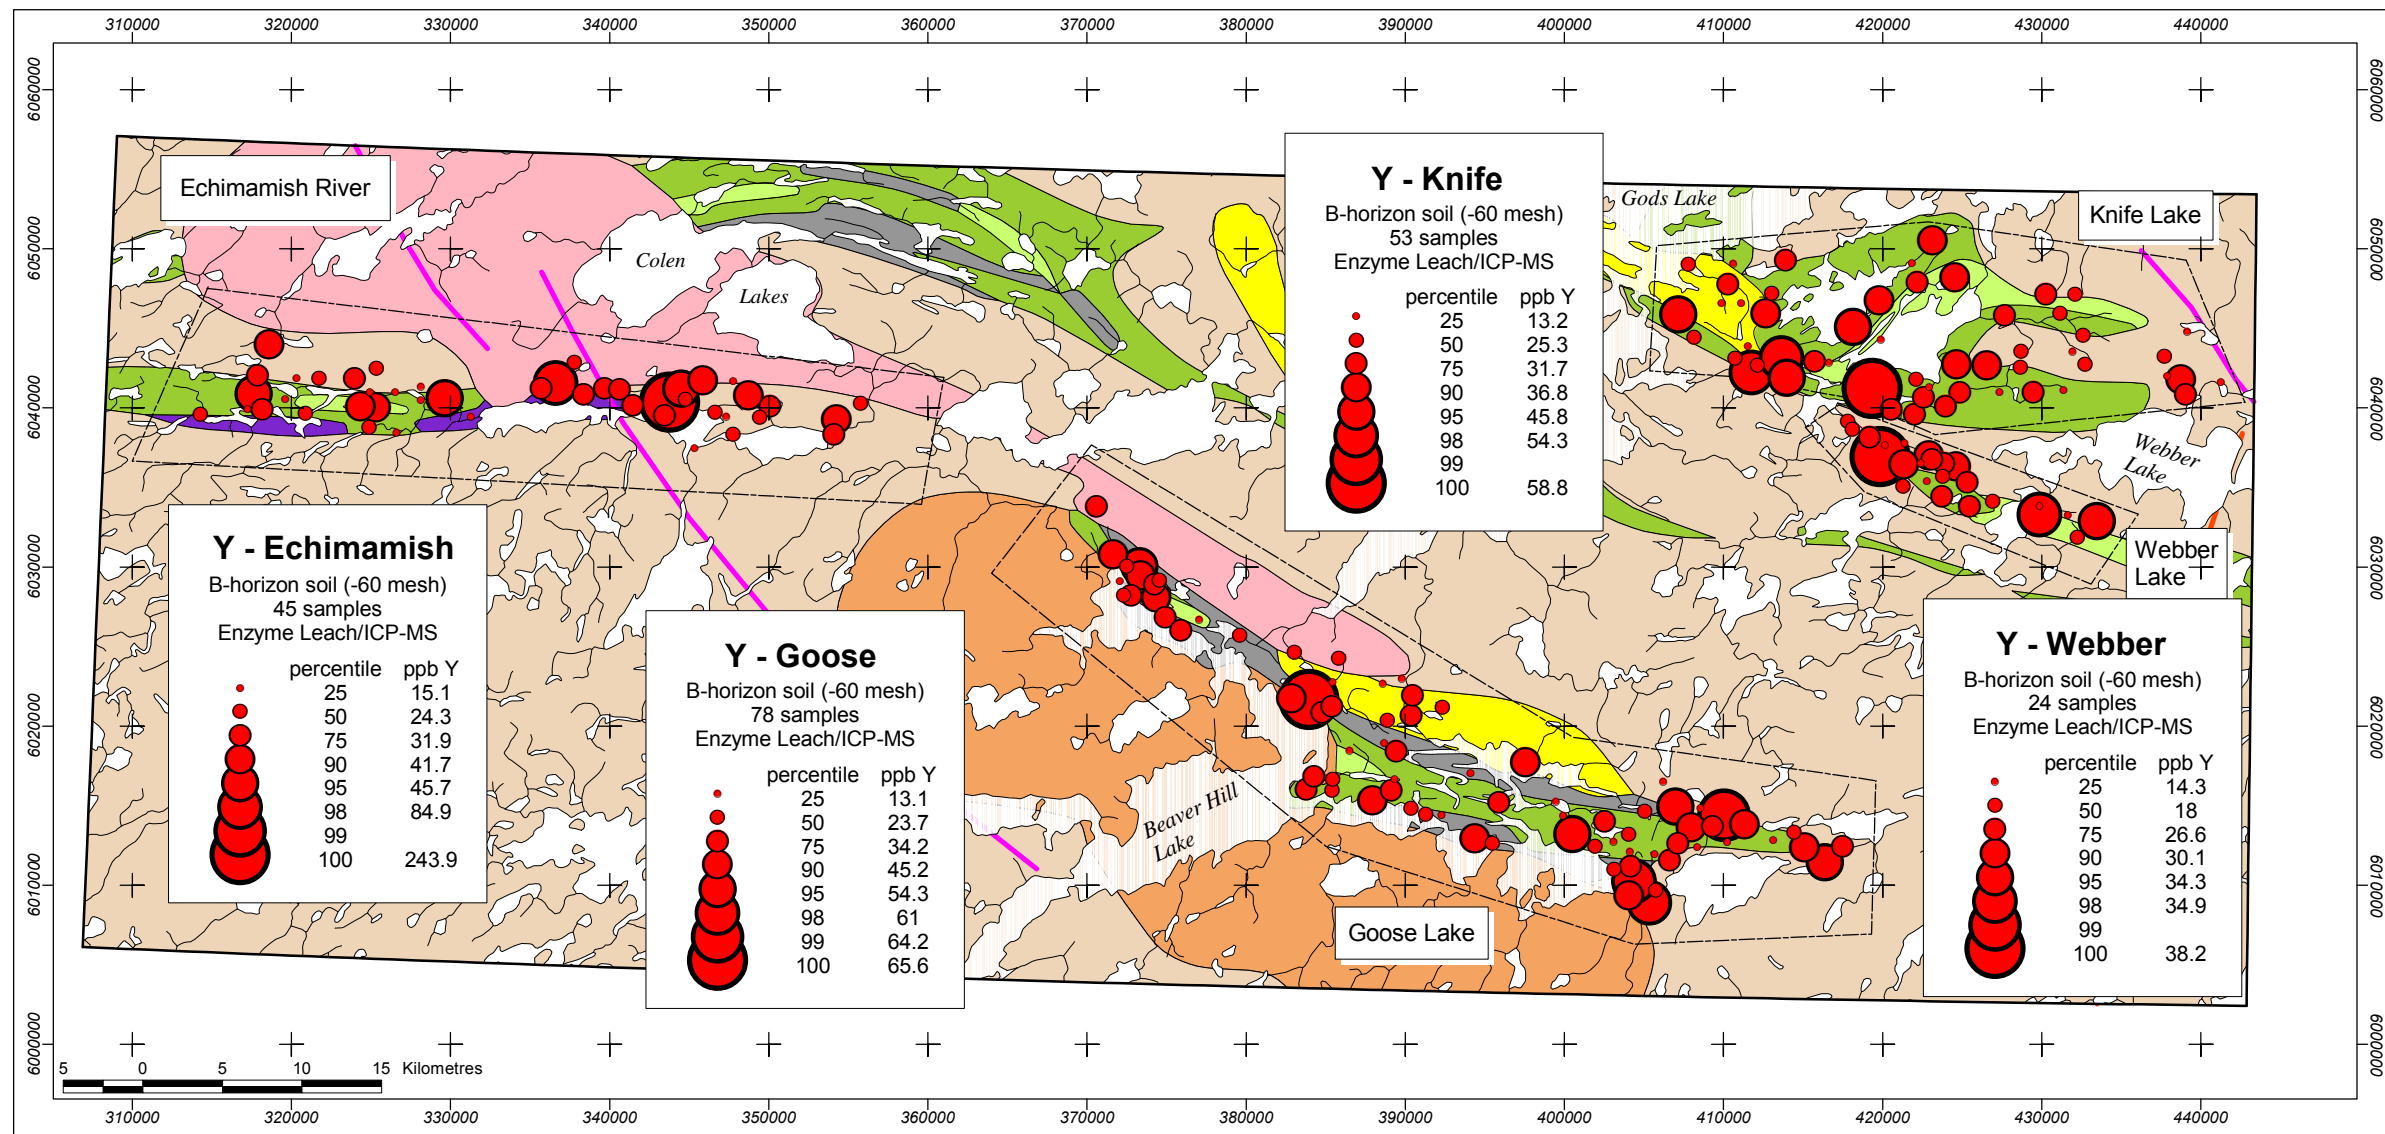 310000 320000 330000 340000 350000 360000 370000 380000 390000 400000 410000 420000 430000 440000
6060000 6060000
6050000 6050000
6040000 6040000
6030000 6030000
6020000 6020000
6010000 6010000
6000000 6000000
Echimamish River
Colen
Lakes
Gods Lake
Knife Lake
Webber
Lake
Webber
Lake
Beaver Hill
Lake
Goose Lake
Y - Knife
B-horizon soil (-60 mesh)
53 samples
Enzyme Leach/ICP-MS
percentile ppb Y
25 13.2
50 25.3
75 31.7
90 36.8
95 45.8
98 54.3
99
100 58.8
Y - Echimamish
B-horizon soil (-60 mesh)
45 samples
Enzyme Leach/ICP-MS
percentile ppb Y
25 15.1
50 24.3
75 31.9
90 41.7
95 45.7
98 84.9
99
100 243.9
Y - Goose
B-horizon soil (-60 mesh)
78 samples
Enzyme Leach/ICP-MS
percentile ppb Y
25 13.1
50 23.7
75 34.2
90 45.2
95 54.3
98 61
99 64.2
100 65.6
Y - Webber
B-horizon soil (-60 mesh)
24 samples
Enzyme Leach/ICP-MS
percentile ppb Y
25 14.3
50 18
75 26.6
90 30.1
95 34.3
98 34.9
99
100 38.2
5 0 5 10 15 Kilometres
310000 320000 330000 340000 350000 360000 370000 380000 390000 400000 410000 420000 430000 440000